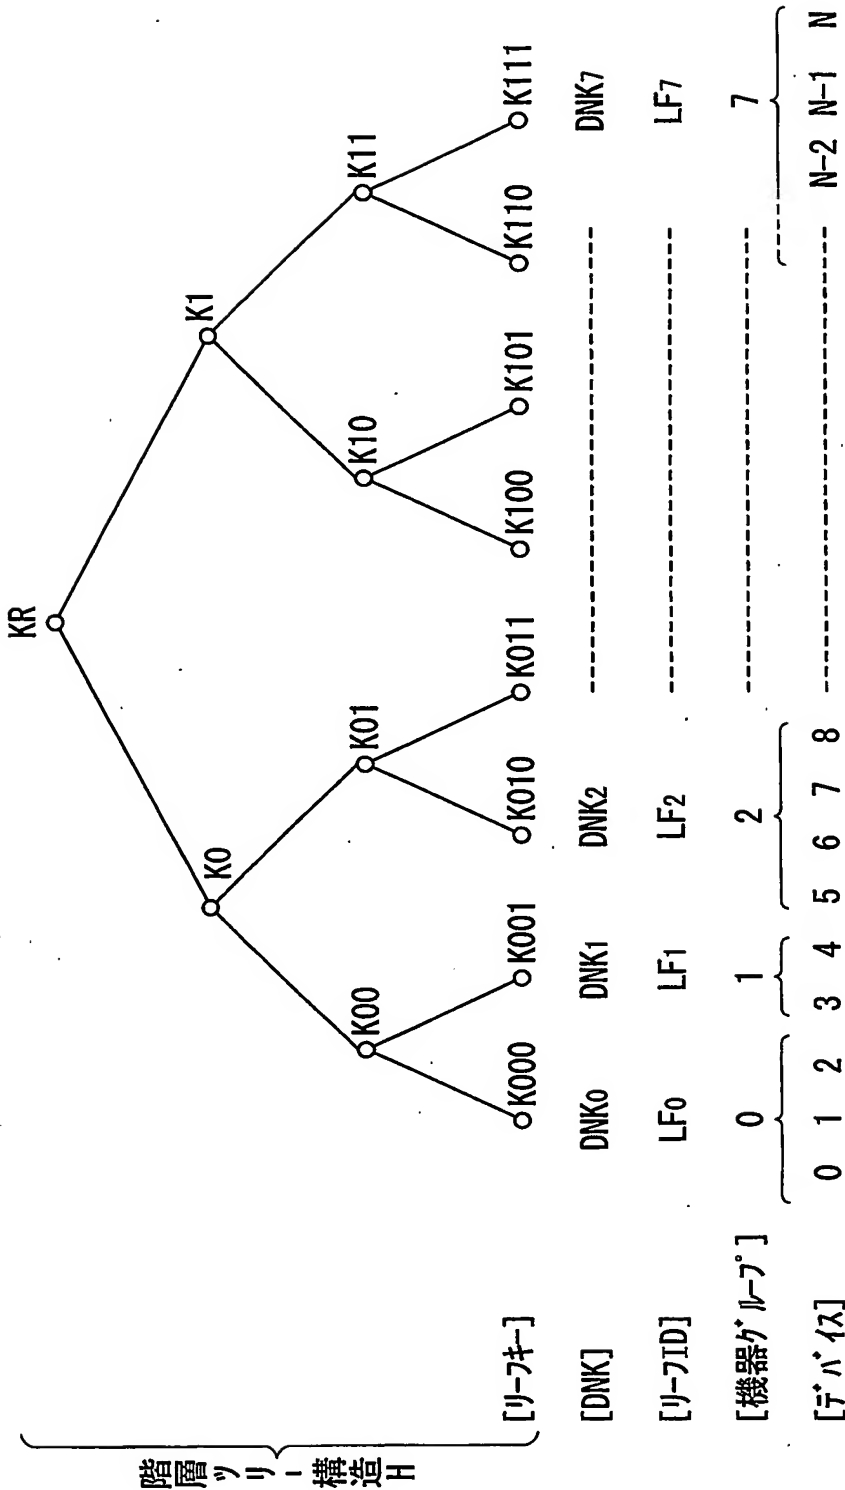 KR
K0
K1
K00
K01
K10
K11
K000
K001
K010
K011
K100
K101
K110
K111
階層ツリー構造H
[リーフキー]
[DNK] DNK0 DNK1 DNK2 DNK7
[リーフID] LF0 LF1 LF2 LF7
[機器グループ] 0 1 2 7
[デバイス] 0 1 2 3 4 5 6 7 8 N-2 N-1 N